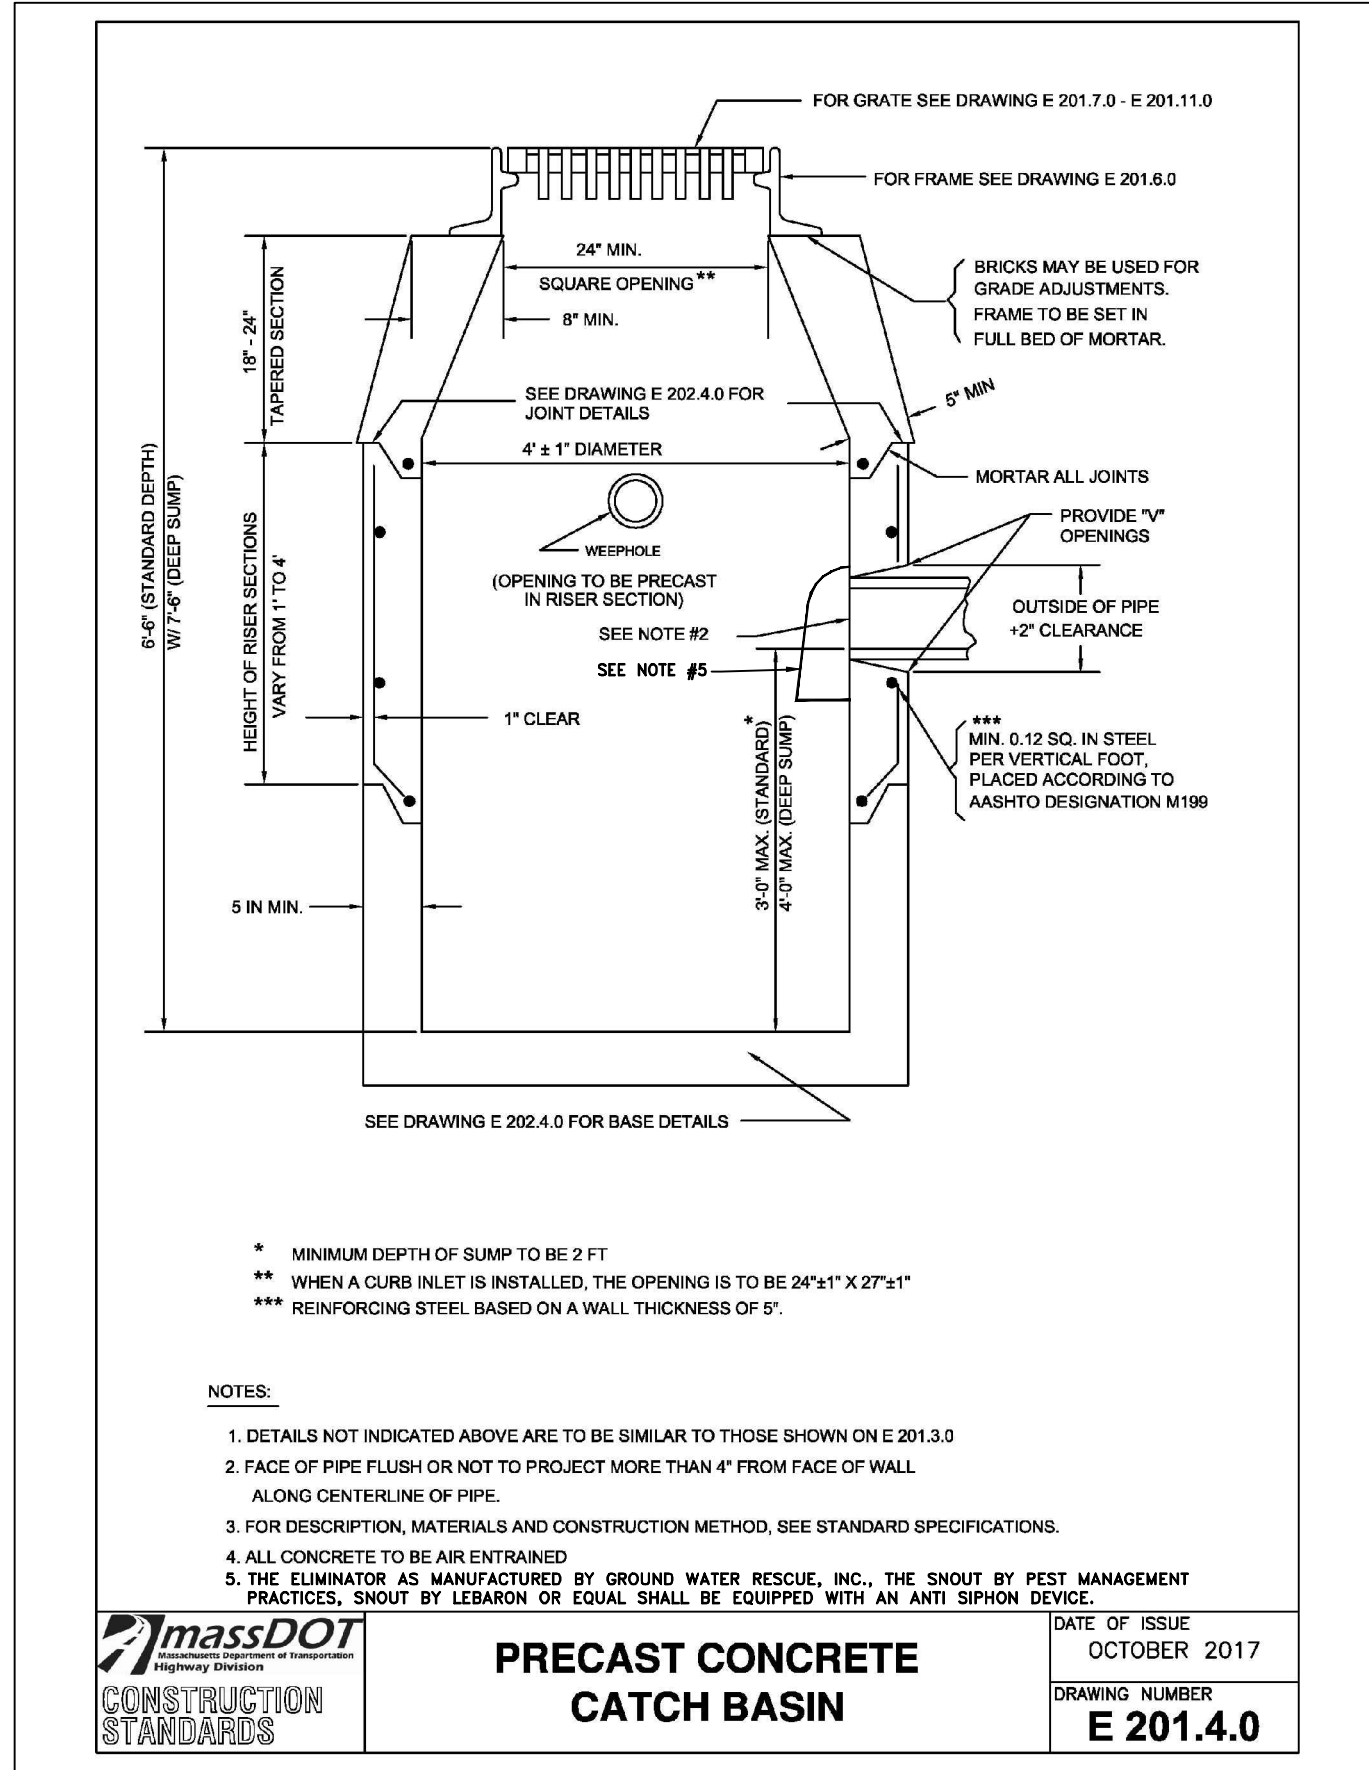 FOR GRATE SEE DRAWING E 201.7.0 - E 201.11.0
FOR FRAME SEE DRAWING E 201.6.0
24" MIN.
SQUARE OPENING **
8" MIN.
BRICKS MAY BE USED FOR
GRADE ADJUSTMENTS.
FRAME TO BE SET IN
FULL BED OF MORTAR.
18" - 24"
TAPERED SECTION
SEE DRAWING E 202.4.0 FOR
JOINT DETAILS
5" MIN
4' ± 1" DIAMETER
MORTAR ALL JOINTS
6'-6" (STANDARD DEPTH)
W/ 7'-6" (DEEP SUMP)
HEIGHT OF RISER SECTIONS
VARY FROM 1' TO 4'
PROVIDE "V"
OPENINGS
WEEPHOLE
(OPENING TO BE PRECAST
IN RISER SECTION)
OUTSIDE OF PIPE
+2" CLEARANCE
SEE NOTE #2
SEE NOTE #5
1" CLEAR
3'-0" MAX. (STANDARD) *
4'-0" MAX. (DEEP SUMP)
***
MIN. 0.12 SQ. IN STEEL
PER VERTICAL FOOT,
PLACED ACCORDING TO
AASHTO DESIGNATION M199
5 IN MIN.
SEE DRAWING E 202.4.0 FOR BASE DETAILS
* MINIMUM DEPTH OF SUMP TO BE 2 FT
** WHEN A CURB INLET IS INSTALLED, THE OPENING IS TO BE 24"±1" X 27"±1"
*** REINFORCING STEEL BASED ON A WALL THICKNESS OF 5".
NOTES:
1. DETAILS NOT INDICATED ABOVE ARE TO BE SIMILAR TO THOSE SHOWN ON E 201.3.0
2. FACE OF PIPE FLUSH OR NOT TO PROJECT MORE THAN 4" FROM FACE OF WALL
ALONG CENTERLINE OF PIPE.
3. FOR DESCRIPTION, MATERIALS AND CONSTRUCTION METHOD, SEE STANDARD SPECIFICATIONS.
4. ALL CONCRETE TO BE AIR ENTRAINED
5. THE ELIMINATOR AS MANUFACTURED BY GROUND WATER RESCUE, INC., THE SNOUT BY PEST MANAGEMENT
PRACTICES, SNOUT BY LEBARON OR EQUAL SHALL BE EQUIPPED WITH AN ANTI SIPHON DEVICE.
massDOT
Massachusetts Department of Transportation
Highway Division
CONSTRUCTION
STANDARDS
PRECAST CONCRETE
CATCH BASIN
DATE OF ISSUE
OCTOBER 2017
DRAWING NUMBER
E 201.4.0